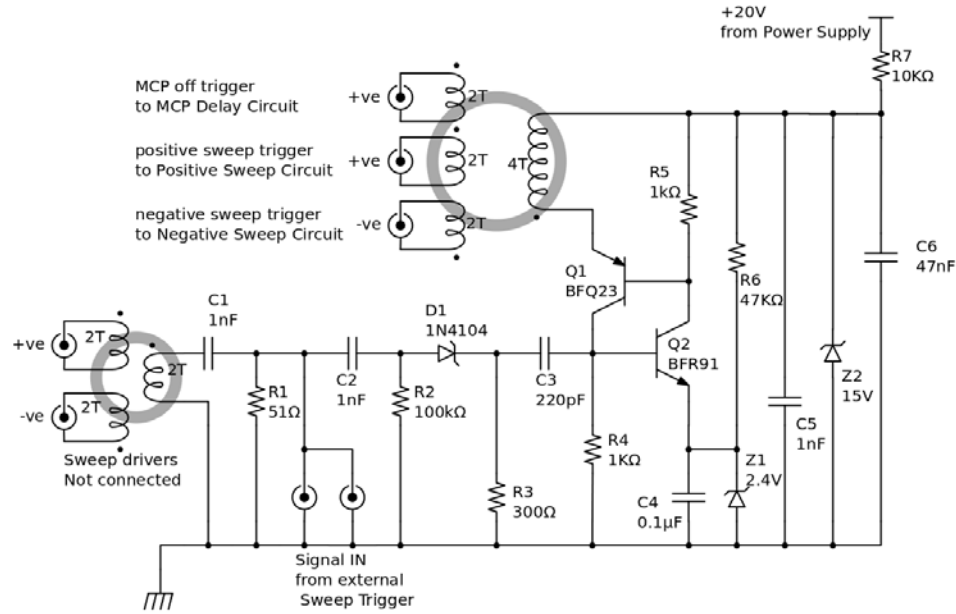 +20V
from Power Supply
R7
10KΩ
MCP off trigger
to MCP Delay Circuit
+ve
2T
positive sweep trigger
to Positive Sweep Circuit
+ve
2T
4T
R5
1kΩ
negative sweep trigger
to Negative Sweep Circuit
-ve
2T
C6
47nF
Q1
BFQ23
R6
47KΩ
C1
1nF
D1
1N4104
Q2
BFR91
+ve
2T
2T
C2
1nF
C3
220pF
Z2
15V
R1
51Ω
R2
100kΩ
-ve
2T
C5
1nF
R4
1KΩ
Sweep drivers
Not connected
Z1
2.4V
R3
300Ω
C4
0.1µF
Signal IN
from external
Sweep Trigger